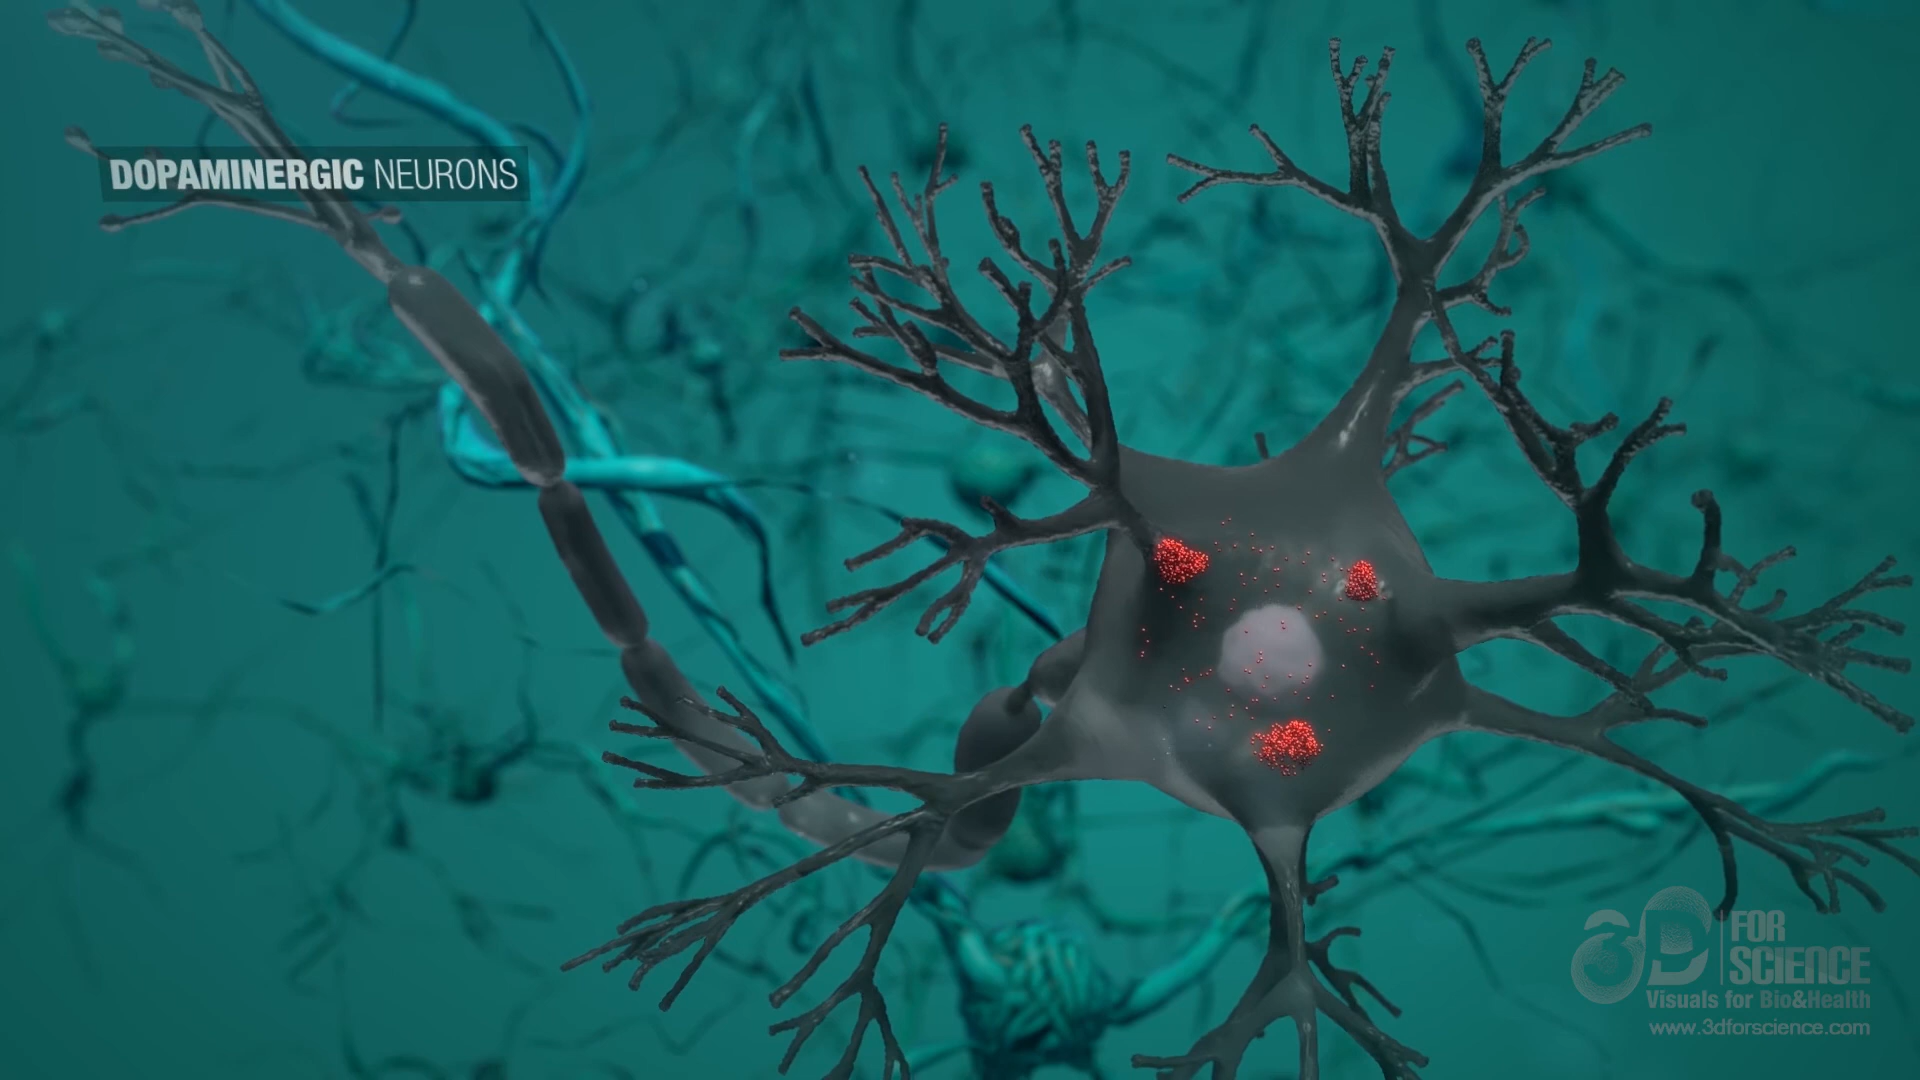 DOPAMINERGIC NEURONS
3D FOR
SCIENCE
Visuals for Bio&Health
www.3dforscience.com